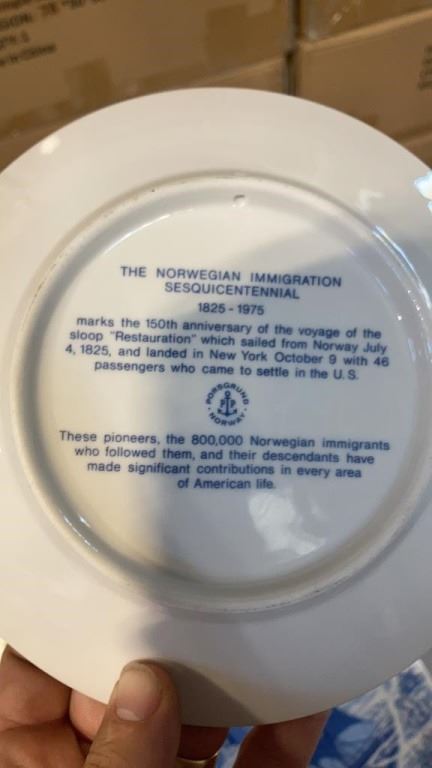 THE NORWEGIAN IMMIGRATION
SESQUICENTENNIAL
1825 - 1975
marks the 150th anniversary of the voyage of the
sloop "Restauration" which sailed from Norway July
4, 1825, and landed in New York October 9 with 46
passengers who came to settle in the U.S.
PORSGRUND
P P
NORWAY
These pioneers, the 800,000 Norwegian immigrants
who followed them, and their descendants have
made significant contributions in every area
of American life.